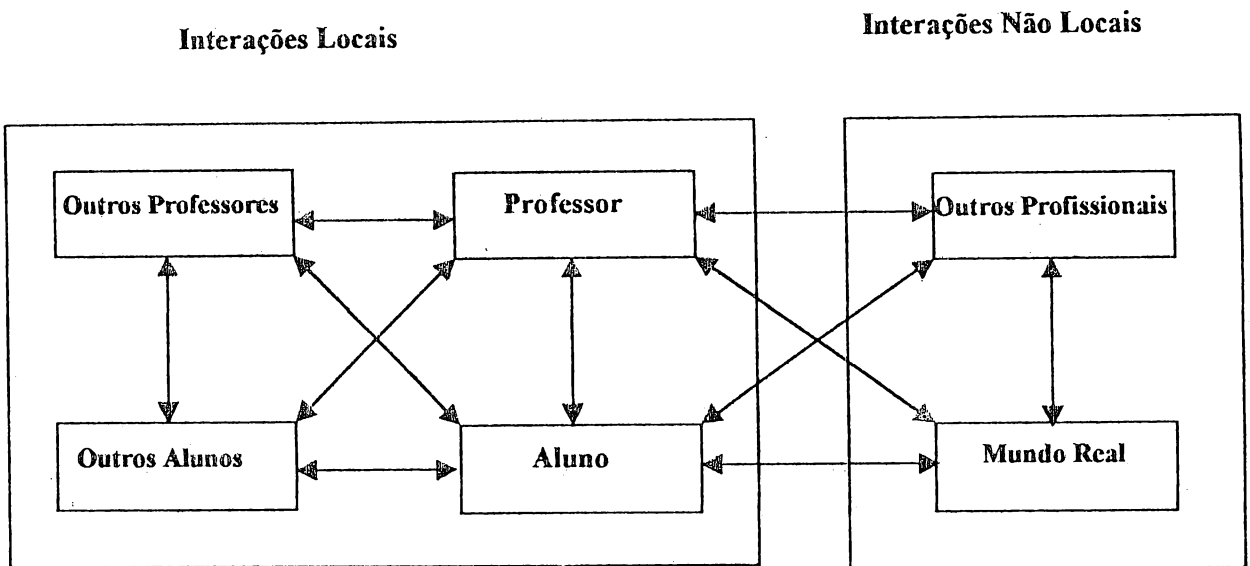 Interações Locais
Interações Não Locais
Outros Professores
Professor
Outros Profissionais
Outros Alunos
Aluno
Mundo Real